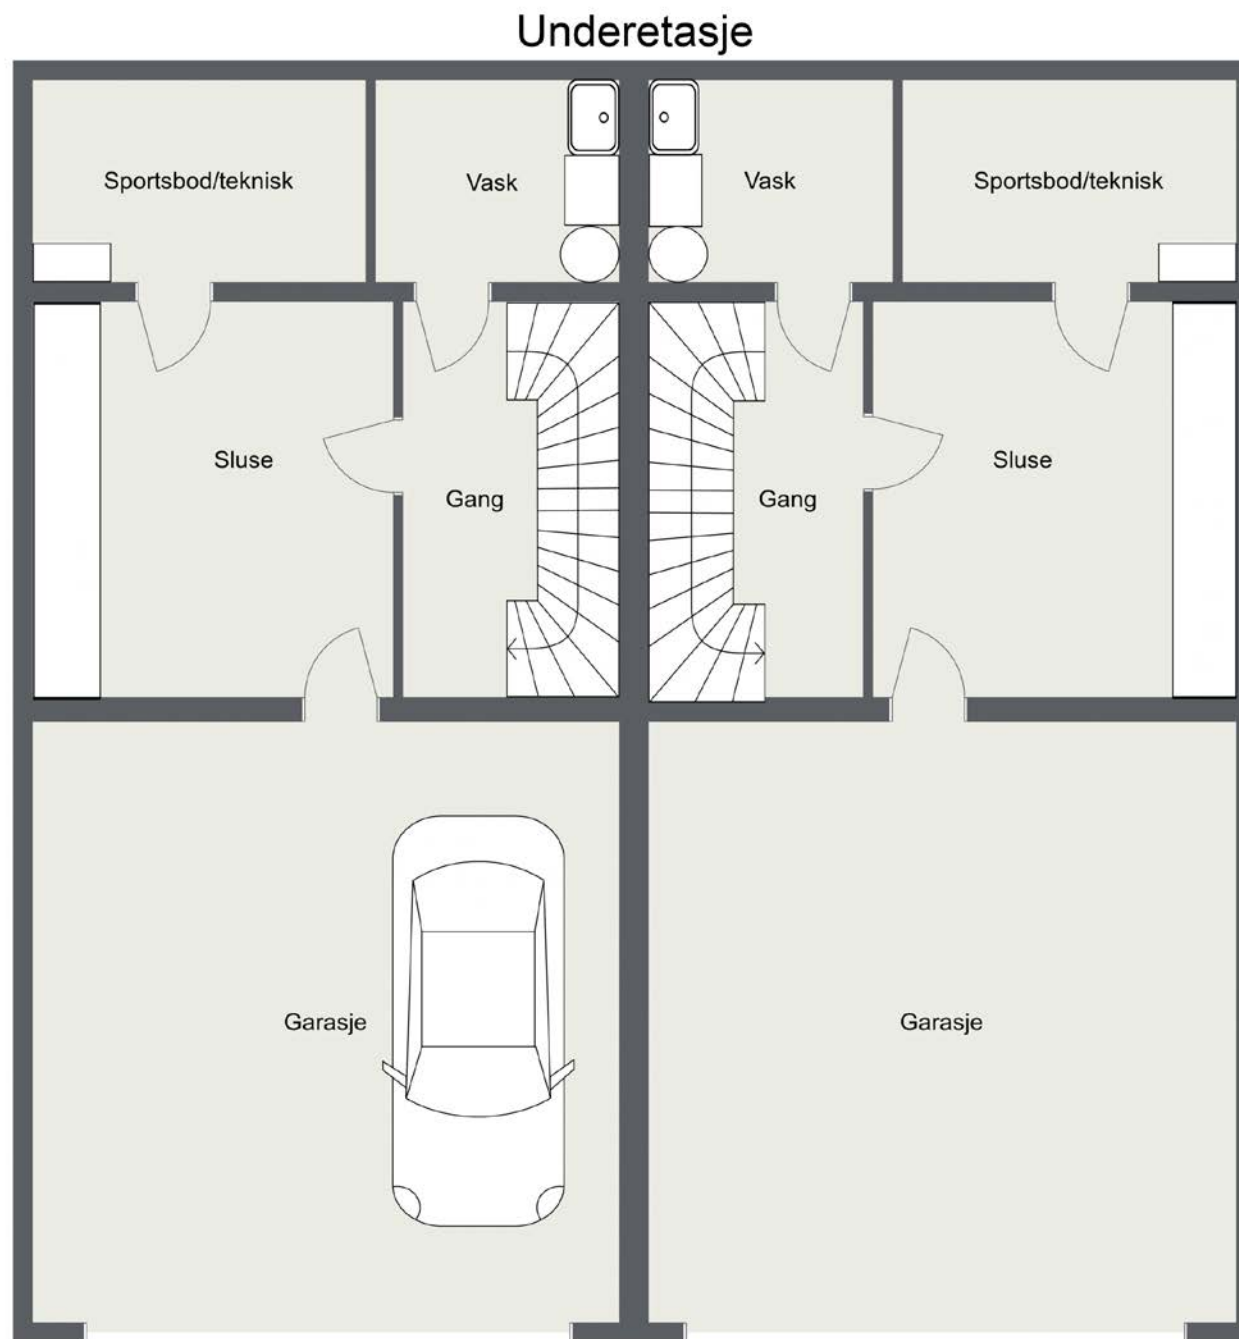 Underetasje
Sportsbod/teknisk
Vask
Vask
Sportsbod/teknisk
Sluse
Gang
Gang
Sluse
Garasje
Garasje